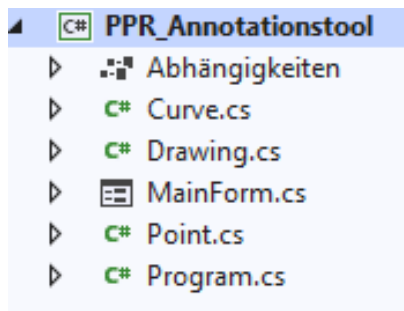 C# PPR_Annotationstool
Abhängigkeiten
C# Curve.cs
C# Drawing.cs
MainForm.cs
C# Point.cs
C# Program.cs